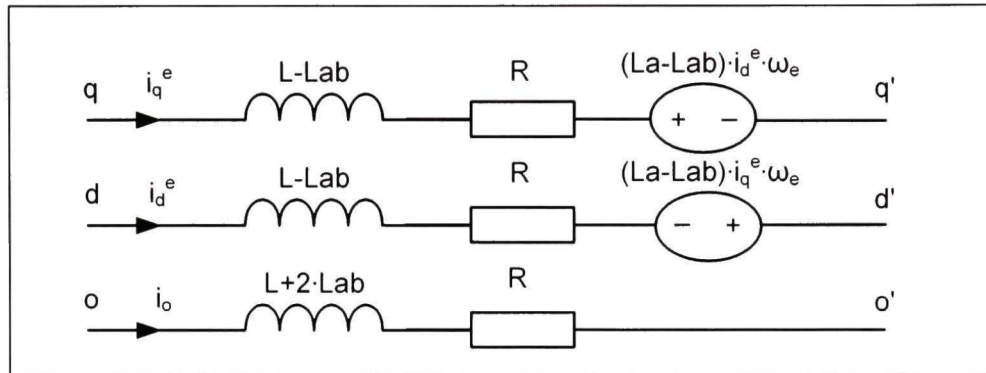 L-Lab R (La-Lab)·i_d^e·ω_e
q i_q^e + − q'
L-Lab R (La-Lab)·i_q^e·ω_e
d i_d^e − + d'
L+2·Lab R
o i_o o'